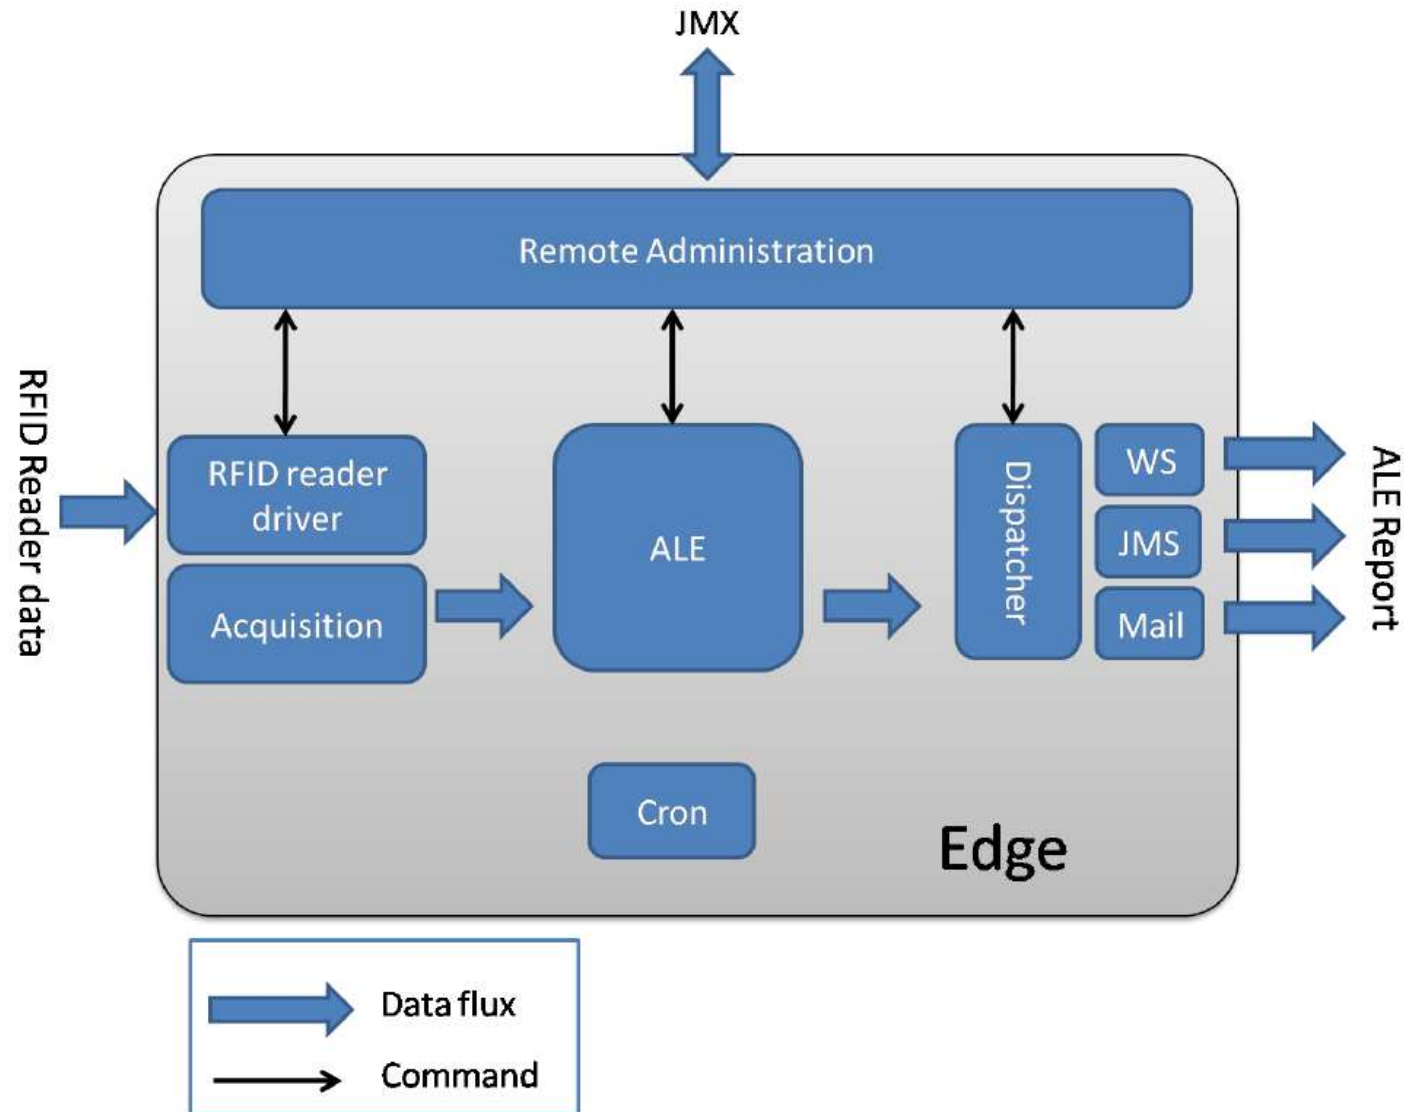 JMX
Remote Administration
RFID Reader data
RFID reader
driver
Acquisition
ALE
Dispatcher
WS
JMS
Mail
ALE Report
Cron
Edge
Data flux
Command